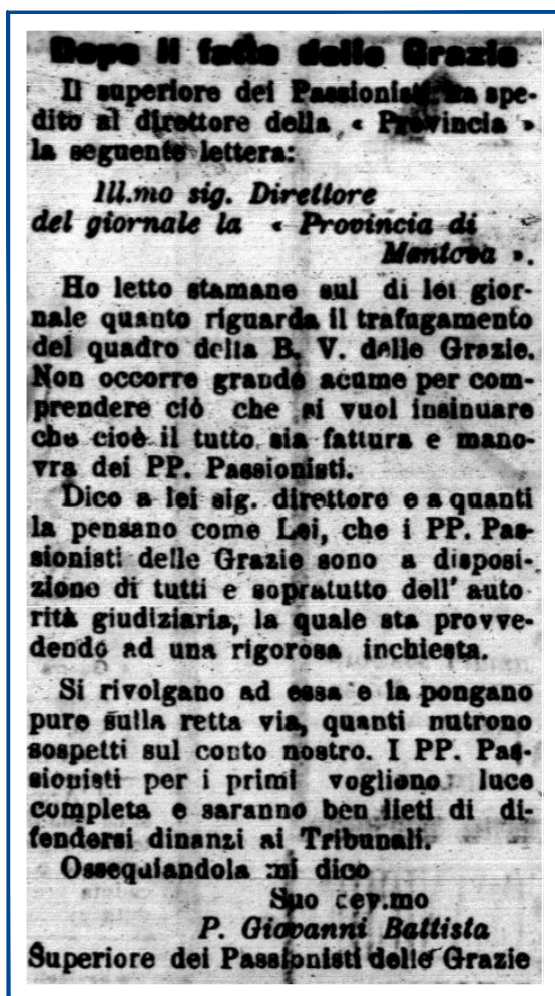 Dopo il fatto delle Grazie
Il superiore dei Passionisti ha spe-
dito al direttore della « Provincia »
la seguente lettera:
Ill.mo sig. Direttore
del giornale la « Provincia di
Mantova ».
Ho letto stamane sul di lei gior-
nale quanto riguarda il trafugamento
del quadro della B. V. delle Grazie.
Non occorre grande acume per com-
prendere ciò che si vuol insinuare
che cioè il tutto sia fattura e mano-
vra dei PP. Passionisti.
Dico a lei sig. direttore e a quanti
la pensano come Lei, che i PP. Pas-
sionisti delle Grazie sono a disposi-
zione di tutti e sopratutto dell' auto
rità giudiziaria, la quale sta provve-
dendo ad una rigorosa inchiesta.
Si rivolgano ad essa e la pongano
pure sulla retta via, quanti nutrono
sospetti sul conto nostro. I PP. Pas-
sionisti per i primi vogliono luce
completa e saranno ben lieti di di-
fendersi dinanzi ai Tribunali.
Ossequiandola mi dico
Suo dev.mo
P. Giovanni Battista
Superiore dei Passionisti delle Grazie